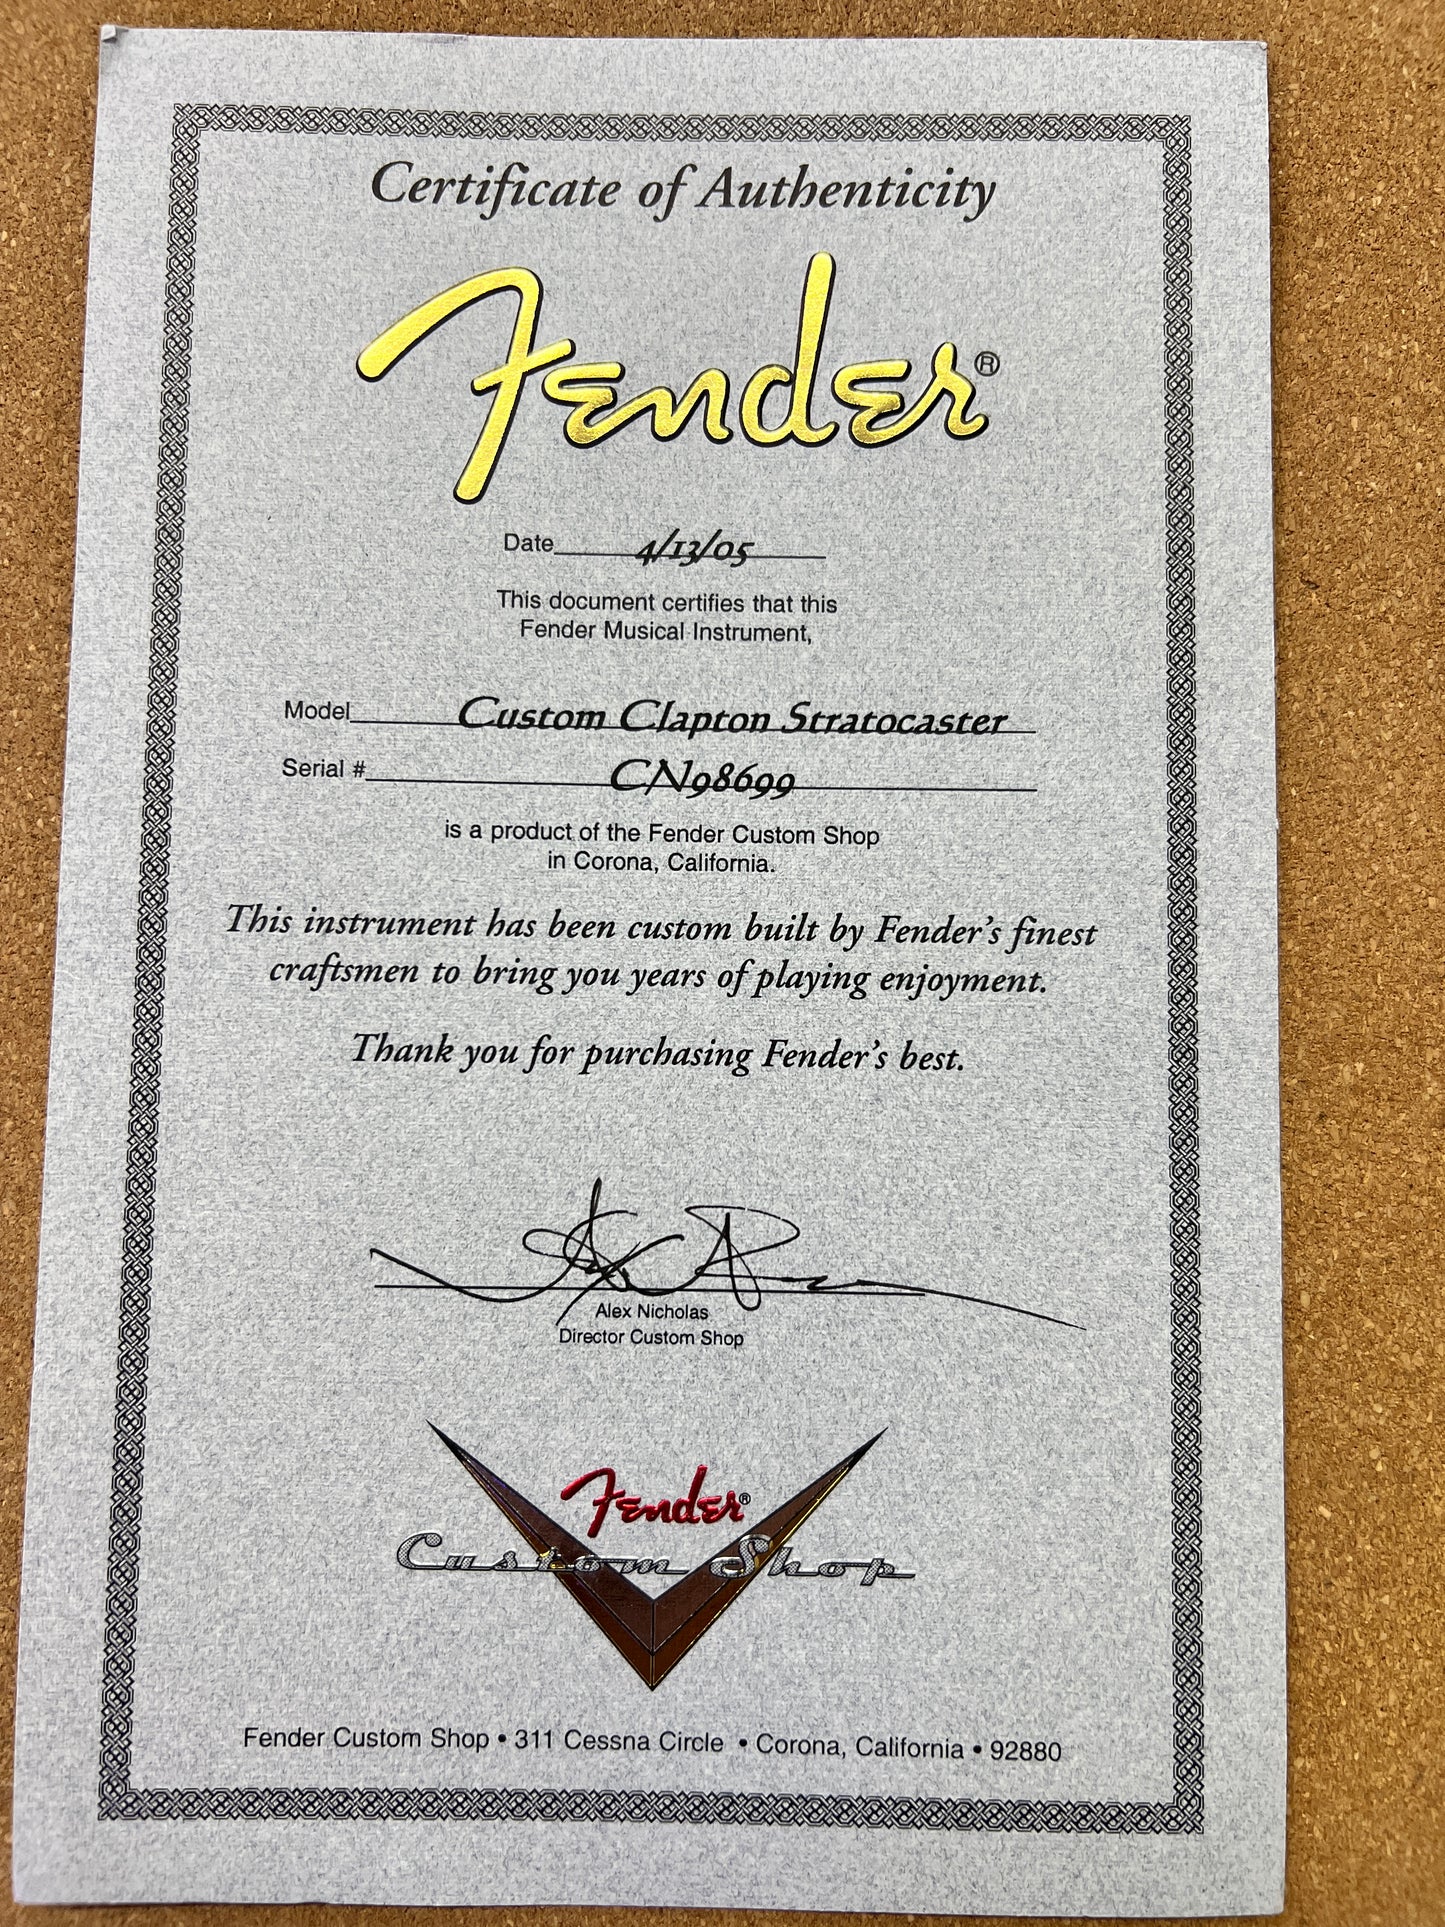 Certificate of Authenticity
Fender®
Date 4/13/05
This document certifies that this
Fender Musical Instrument,
Model Custom Clapton Stratocaster
Serial # CN98699
is a product of the Fender Custom Shop
in Corona, California.
This instrument has been custom built by Fender's finest
craftsmen to bring you years of playing enjoyment.
Thank you for purchasing Fender's best.
Alex Nicholas
Director Custom Shop
Fender®
Custom Shop
Fender Custom Shop • 311 Cessna Circle • Corona, California • 92880